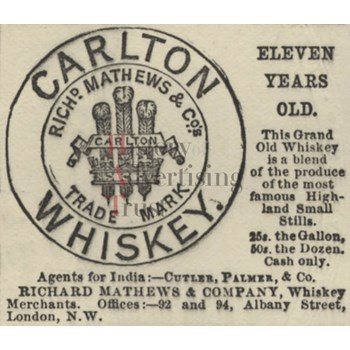 CARLTON
RICHD. MATHEWS & CO'S
CARLTON
TRADE MARK
WHISKEY.
ELEVEN
YEARS
OLD.
This Grand
Old Whiskey
is a blend
of the produce
of the most
famous High-
land Small
Stills.
25s. the Gallon,
50s. the Dozen.
Cash only.
Agents for India:—CUTLER, PALMER, & Co.
RICHARD MATHEWS & COMPANY, Whiskey
Merchants. Offices:—92 and 94, Albany Street,
London, N.W.
Advertising